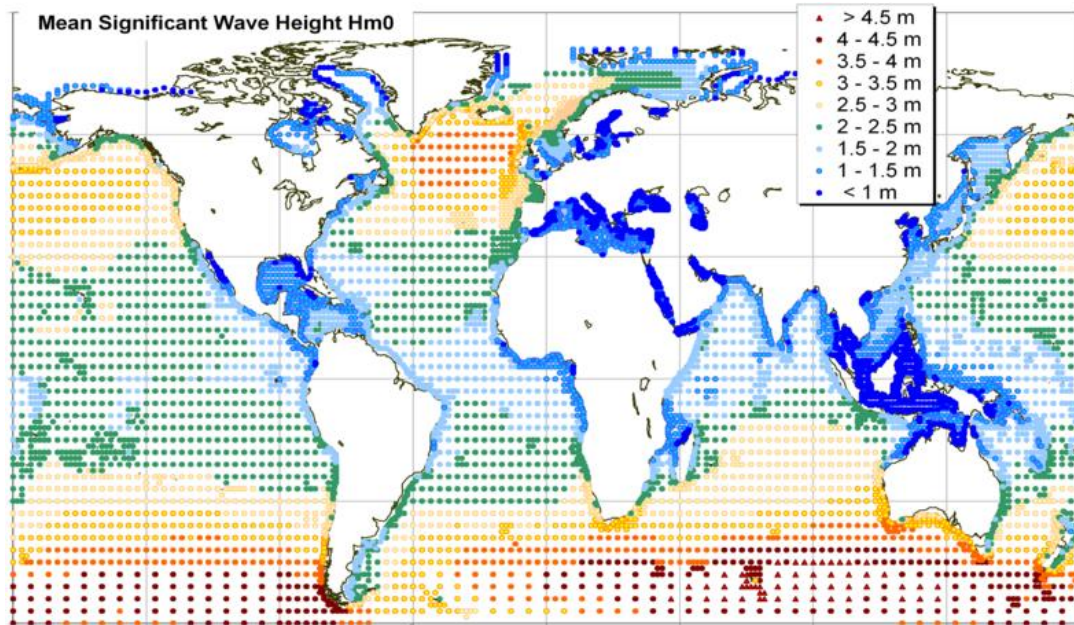 Mean Significant Wave Height Hm0
> 4.5 m
4 - 4.5 m
3.5 - 4 m
3 - 3.5 m
2.5 - 3 m
2 - 2.5 m
1.5 - 2 m
1 - 1.5 m
< 1 m